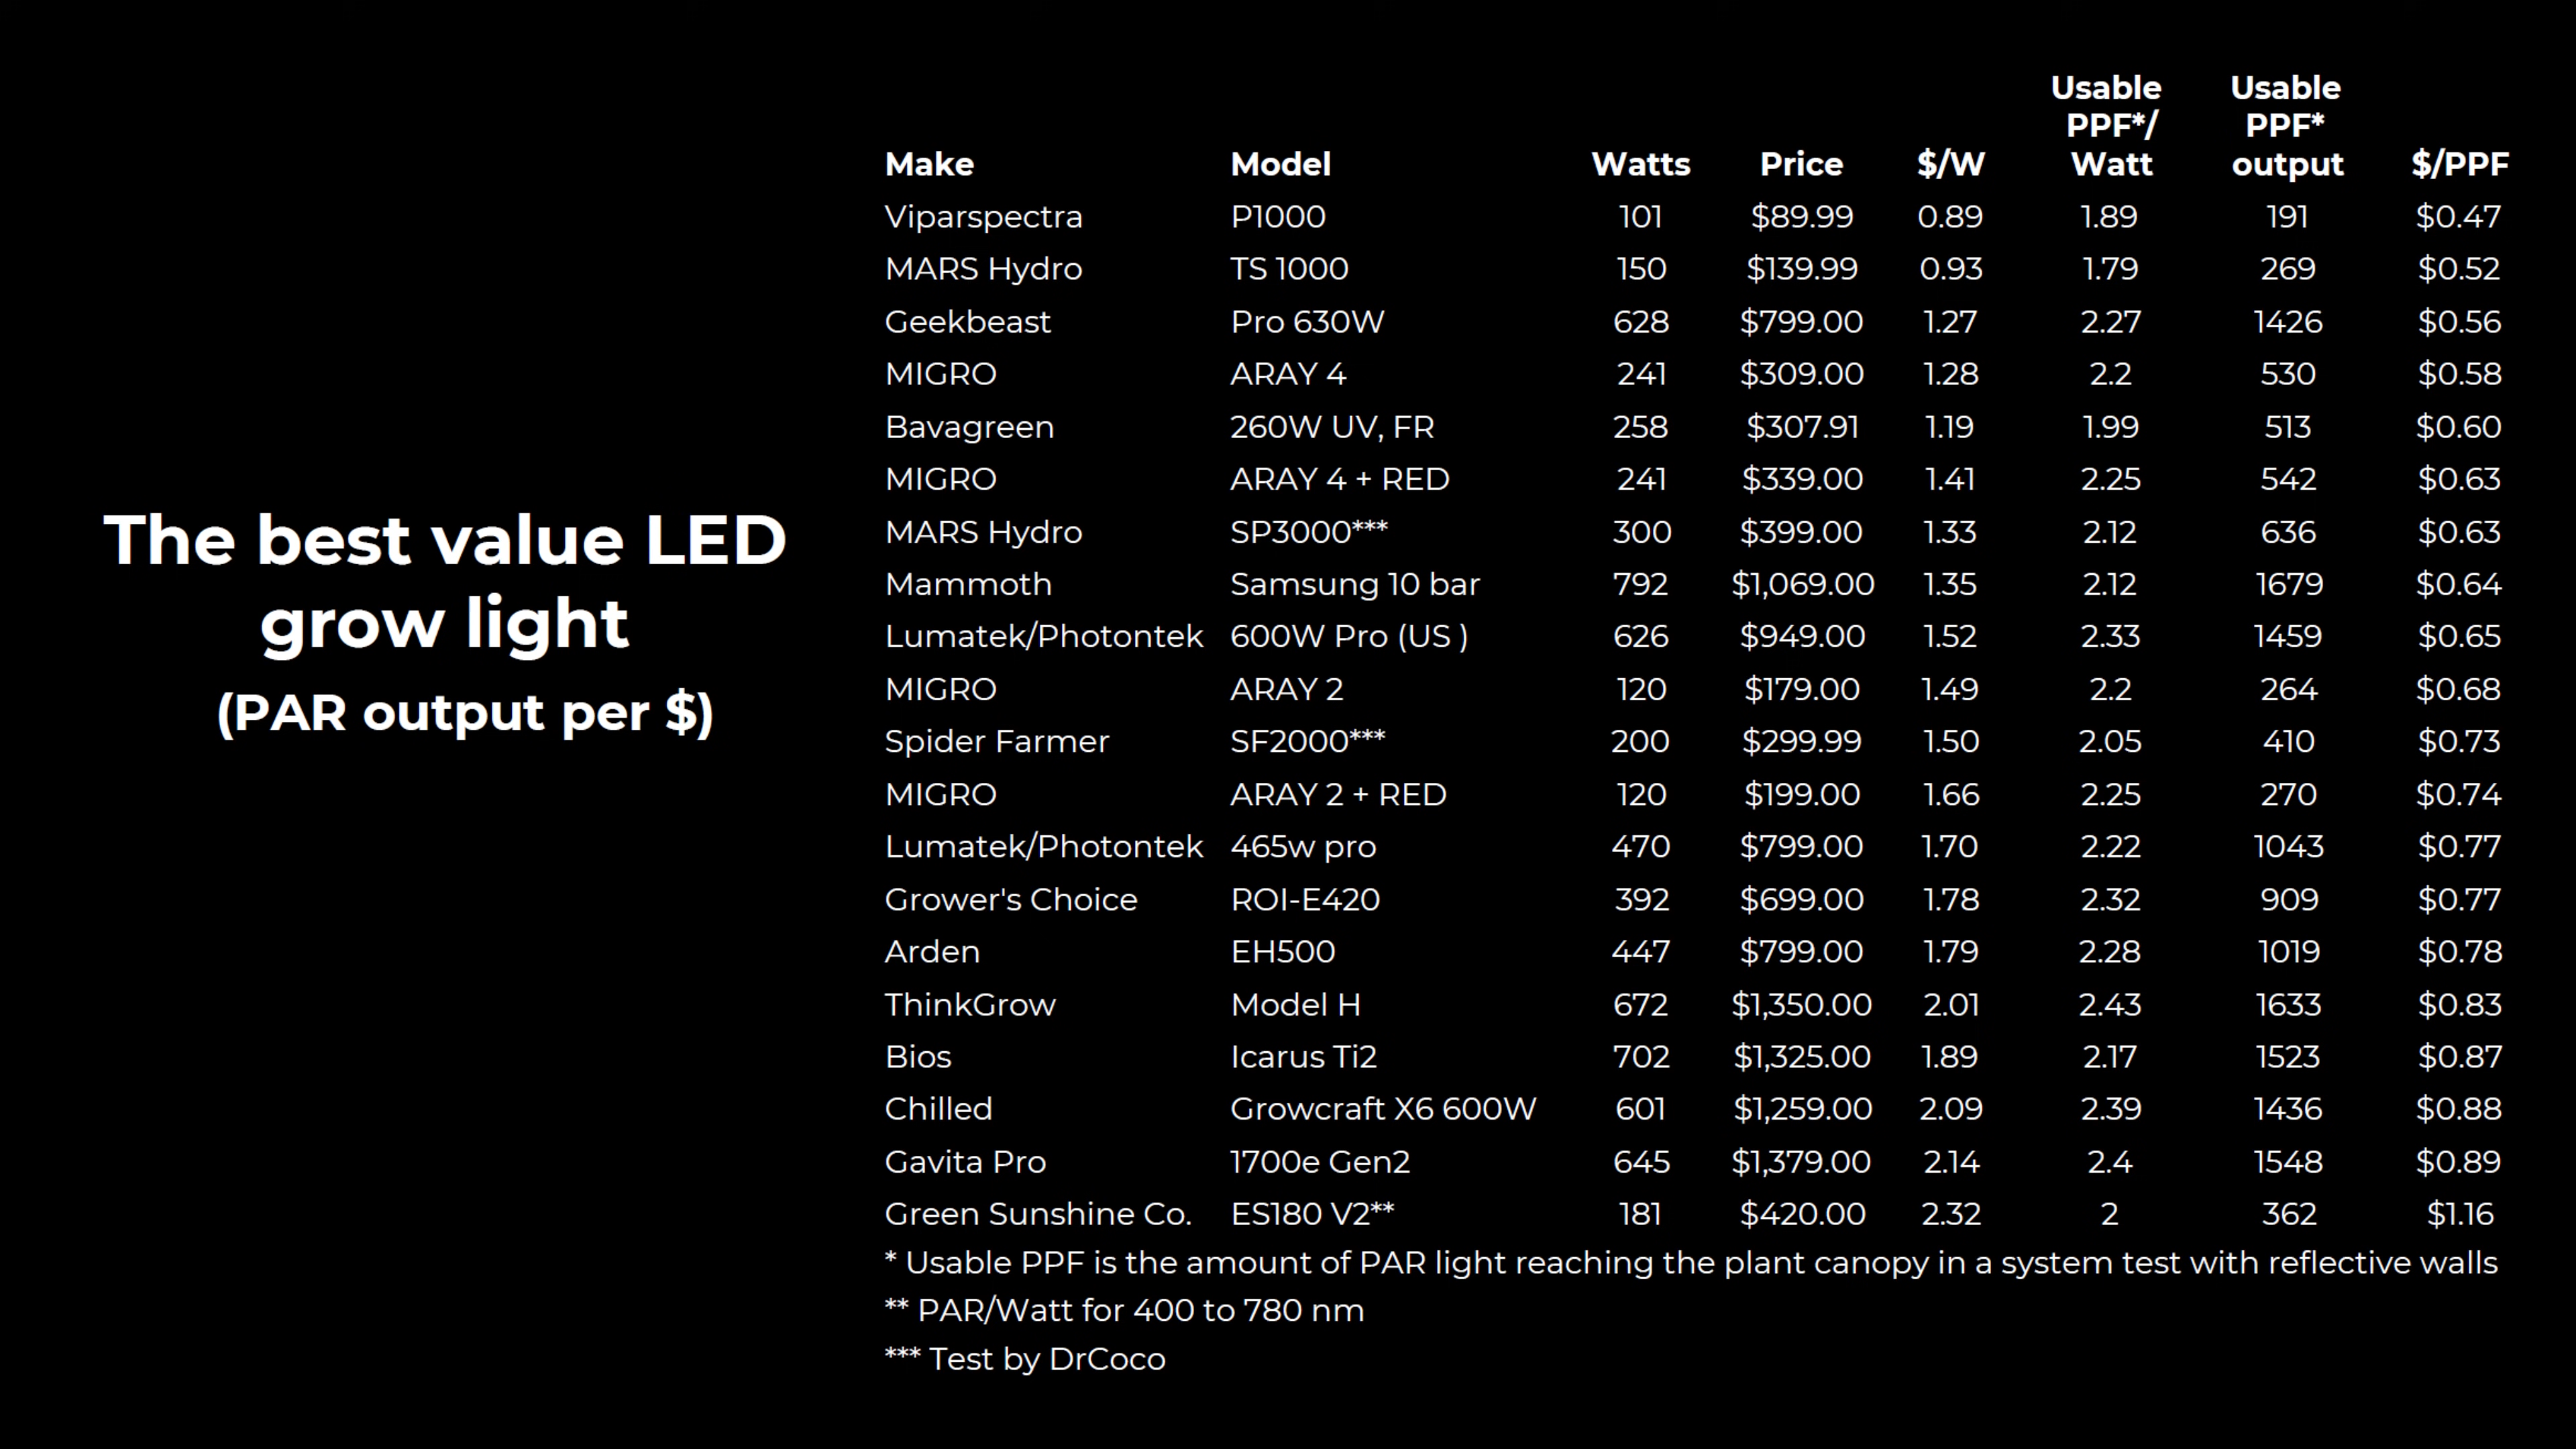 The best value LED
grow light
(PAR output per $)
Make Model Watts Price $/W Usable PPF*/ Watt Usable PPF* output $/PPF
Viparspectra P1000 101 $89.99 0.89 1.89 191 $0.47
MARS Hydro TS 1000 150 $139.99 0.93 1.79 269 $0.52
Geekbeast Pro 630W 628 $799.00 1.27 2.27 1426 $0.56
MIGRO ARAY 4 241 $309.00 1.28 2.2 530 $0.58
Bavagreen 260W UV, FR 258 $307.91 1.19 1.99 513 $0.60
MIGRO ARAY 4 + RED 241 $339.00 1.41 2.25 542 $0.63
MARS Hydro SP3000*** 300 $399.00 1.33 2.12 636 $0.63
Mammoth Samsung 10 bar 792 $1,069.00 1.35 2.12 1679 $0.64
Lumatek/Photontek 600W Pro (US ) 626 $949.00 1.52 2.33 1459 $0.65
MIGRO ARAY 2 120 $179.00 1.49 2.2 264 $0.68
Spider Farmer SF2000*** 200 $299.99 1.50 2.05 410 $0.73
MIGRO ARAY 2 + RED 120 $199.00 1.66 2.25 270 $0.74
Lumatek/Photontek 465w pro 470 $799.00 1.70 2.22 1043 $0.77
Grower's Choice ROI-E420 392 $699.00 1.78 2.32 909 $0.77
Arden EH500 447 $799.00 1.79 2.28 1019 $0.78
ThinkGrow Model H 672 $1,350.00 2.01 2.43 1633 $0.83
Bios Icarus Ti2 702 $1,325.00 1.89 2.17 1523 $0.87
Chilled Growcraft X6 600W 601 $1,259.00 2.09 2.39 1436 $0.88
Gavita Pro 1700e Gen2 645 $1,379.00 2.14 2.4 1548 $0.89
Green Sunshine Co. ES180 V2** 181 $420.00 2.32 2 362 $1.16
* Usable PPF is the amount of PAR light reaching the plant canopy in a system test with reflective walls
** PAR/Watt for 400 to 780 nm
*** Test by DrCoco